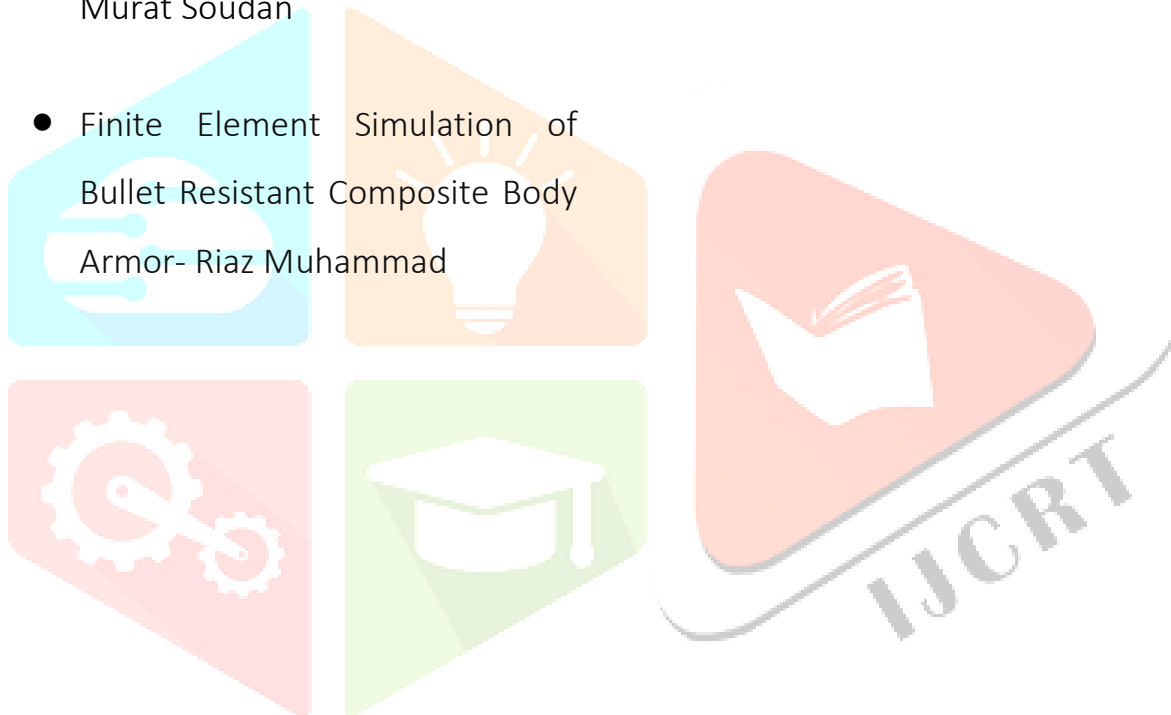 Murat Soudan
● Finite Element Simulation of
Bullet Resistant Composite Body
Armor- Riaz Muhammad
IJCRT